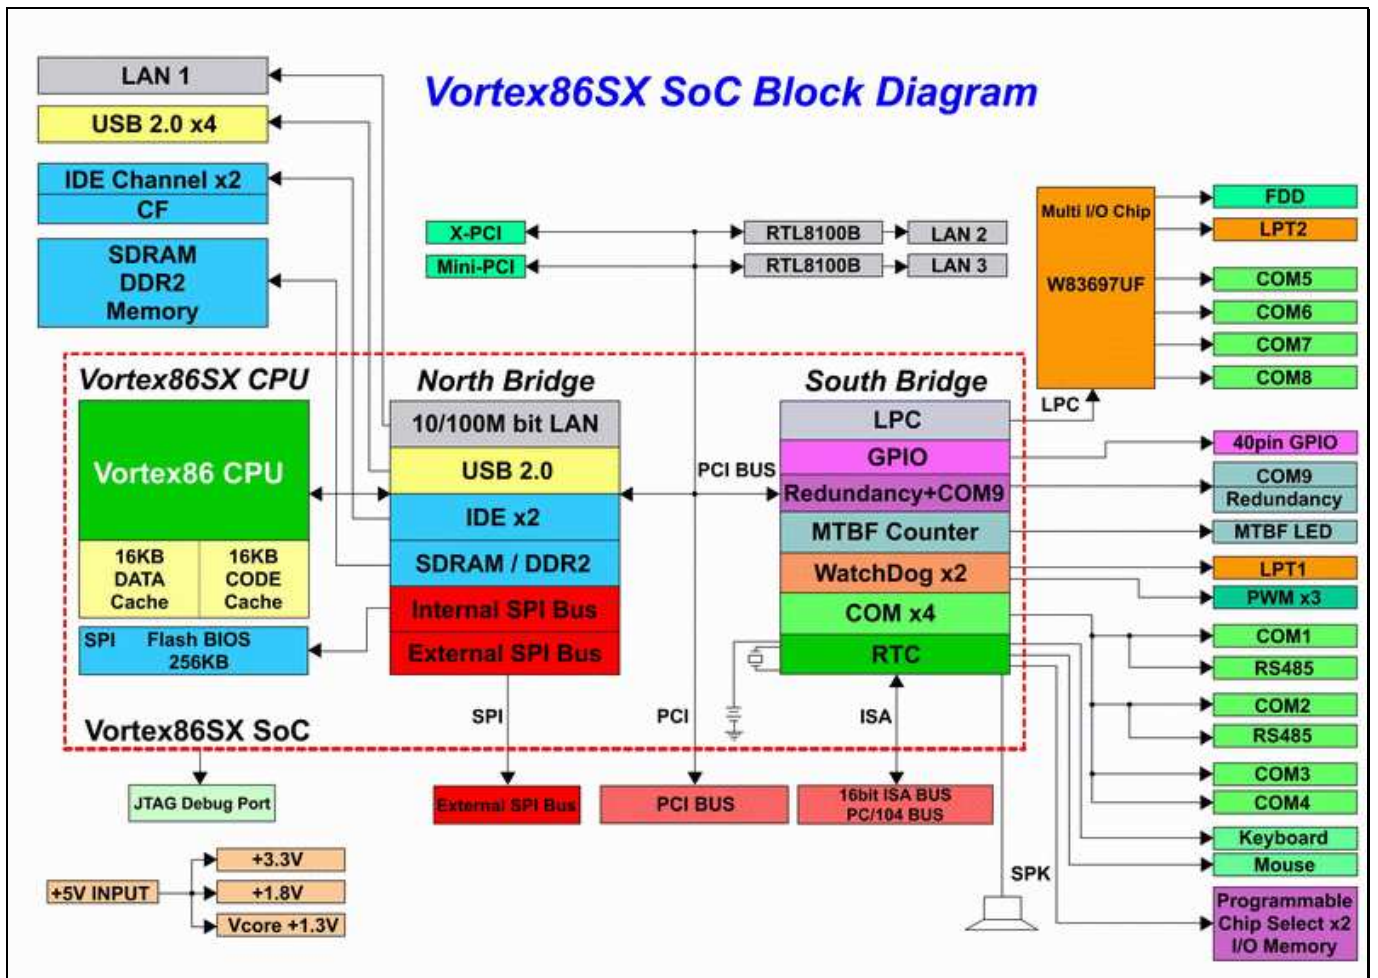 Vortex86SX SoC Block Diagram
LAN 1
USB 2.0 x4
IDE Channel x2
CF
SDRAM
DDR2
Memory
X-PCI
Mini-PCI
RTL8100B
LAN 2
RTL8100B
LAN 3
Multi I/O Chip
W83697UF
LPC
FDD
LPT2
COM5
COM6
COM7
COM8
Vortex86SX CPU
Vortex86 CPU
16KB
DATA
Cache
16KB
CODE
Cache
SPI Flash BIOS
256KB
Vortex86SX SoC
North Bridge
10/100M bit LAN
USB 2.0
IDE x2
SDRAM / DDR2
Internal SPI Bus
External SPI Bus
PCI BUS
South Bridge
LPC
GPIO
Redundancy+COM9
MTBF Counter
WatchDog x2
COM x4
RTC
40pin GPIO
COM9
Redundancy
MTBF LED
LPT1
PWM x3
COM1
RS485
COM2
RS485
COM3
COM4
Keyboard
Mouse
Programmable
Chip Select x2
I/O Memory
SPI
PCI
ISA
SPK
JTAG Debug Port
External SPI Bus
PCI BUS
16bit ISA BUS
PC/104 BUS
+5V INPUT
+3.3V
+1.8V
Vcore +1.3V